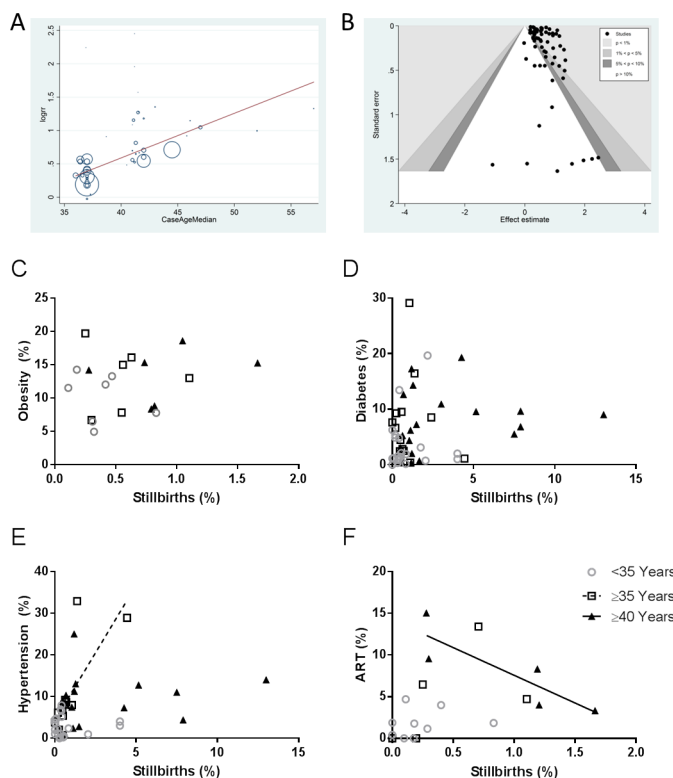 A
logrr
2
1.5
1
.5
0
35
40
45
50
55
CaseAgeMedian
B
Standard error
0
.5
1
1.5
2
-4
-2
0
2
4
Effect estimate
Studies
p < 1%
1% < p < 5%
5% < p < 10%
p > 10%
C
Obesity (%)
25
20
15
10
5
0
0.0
0.5
1.0
1.5
2.0
Stillbirths (%)
D
Diabetes (%)
30
20
10
0
0
5
10
15
Stillbirths (%)
E
Hypertension (%)
40
30
20
10
0
0
5
10
15
Stillbirths (%)
F
ART (%)
20
15
10
5
0
0.0
0.5
1.0
1.5
2.0
Stillbirths (%)
<35 Years
≥35 Years
≥40 Years